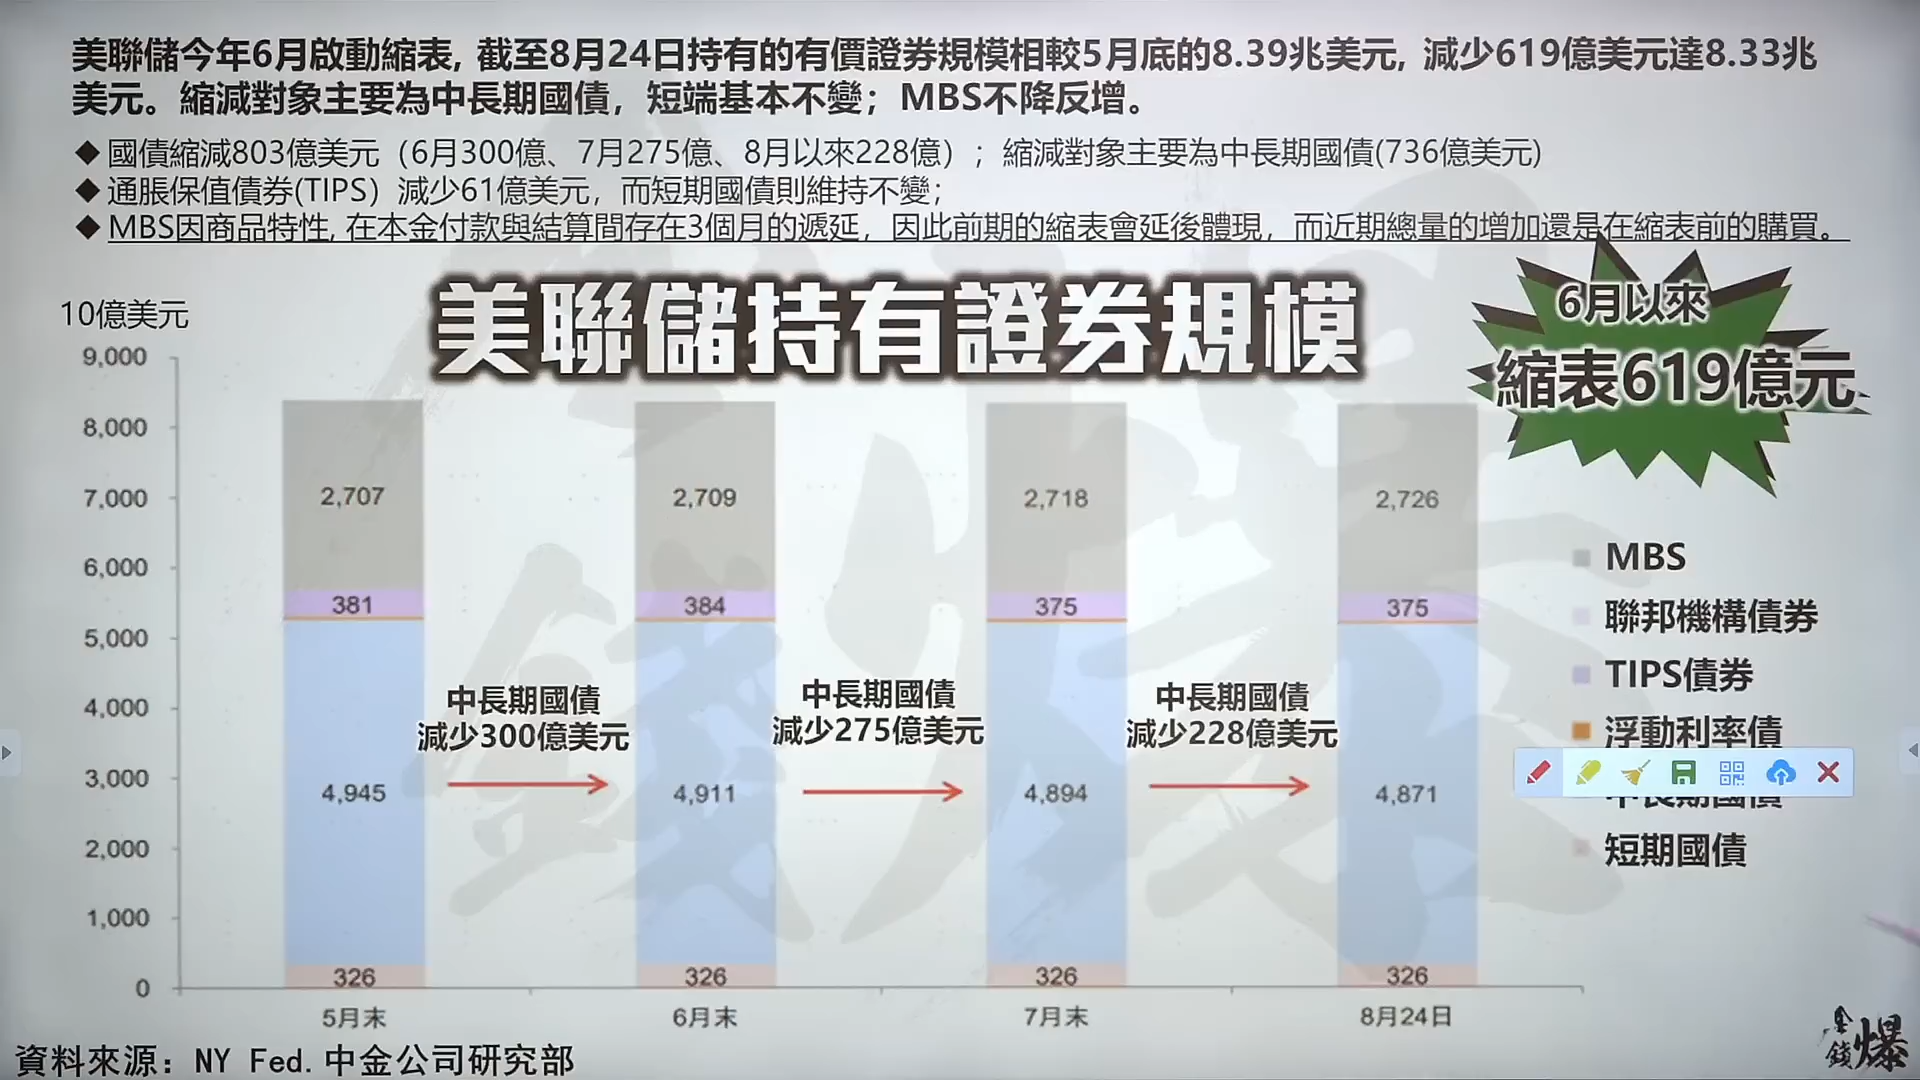 美聯儲今年6月啟動縮表, 截至8月24日持有的有價證券規模相較5月底的8.39兆美元, 減少619億美元達8.33兆
美元。縮減對象主要為中長期國債，短端基本不變；MBS不降反增。
◆國債縮減803億美元（6月300億、7月275億、8月以來228億）；縮減對象主要為中長期國債(736億美元)
◆通脹保值債券(TIPS）減少61億美元，而短期國債則維持不變；
◆MBS因商品特性, 在本金付款與結算間存在3個月的遞延，因此前期的縮表會延後體現，而近期總量的增加還是在縮表前的購買。
美聯儲持有證券規模
6月以來
縮表619億元
10億美元
9,000
8,000
7,000
6,000
5,000
4,000
3,000
2,000
1,000
0
2,707
2,709
2,718
2,726
381
384
375
375
中長期國債
減少300億美元
中長期國債
減少275億美元
中長期國債
減少228億美元
4,945
4,911
4,894
4,871
326
326
326
326
5月末
6月末
7月末
8月24日
MBS
聯邦機構債券
TIPS債券
浮動利率債
中長期國債
短期國債
資料來源：NY Fed. 中金公司研究部
金錢爆